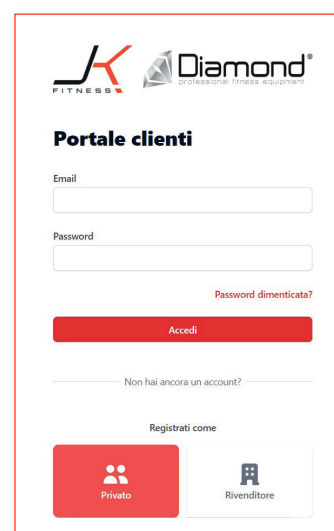 JK
FITNESS
Diamond®
professional fitness equipment
Portale clienti
Email
Password
Password dimenticata?
Accedi
Non hai ancora un account?
Registrati come
Privato
Rivenditore